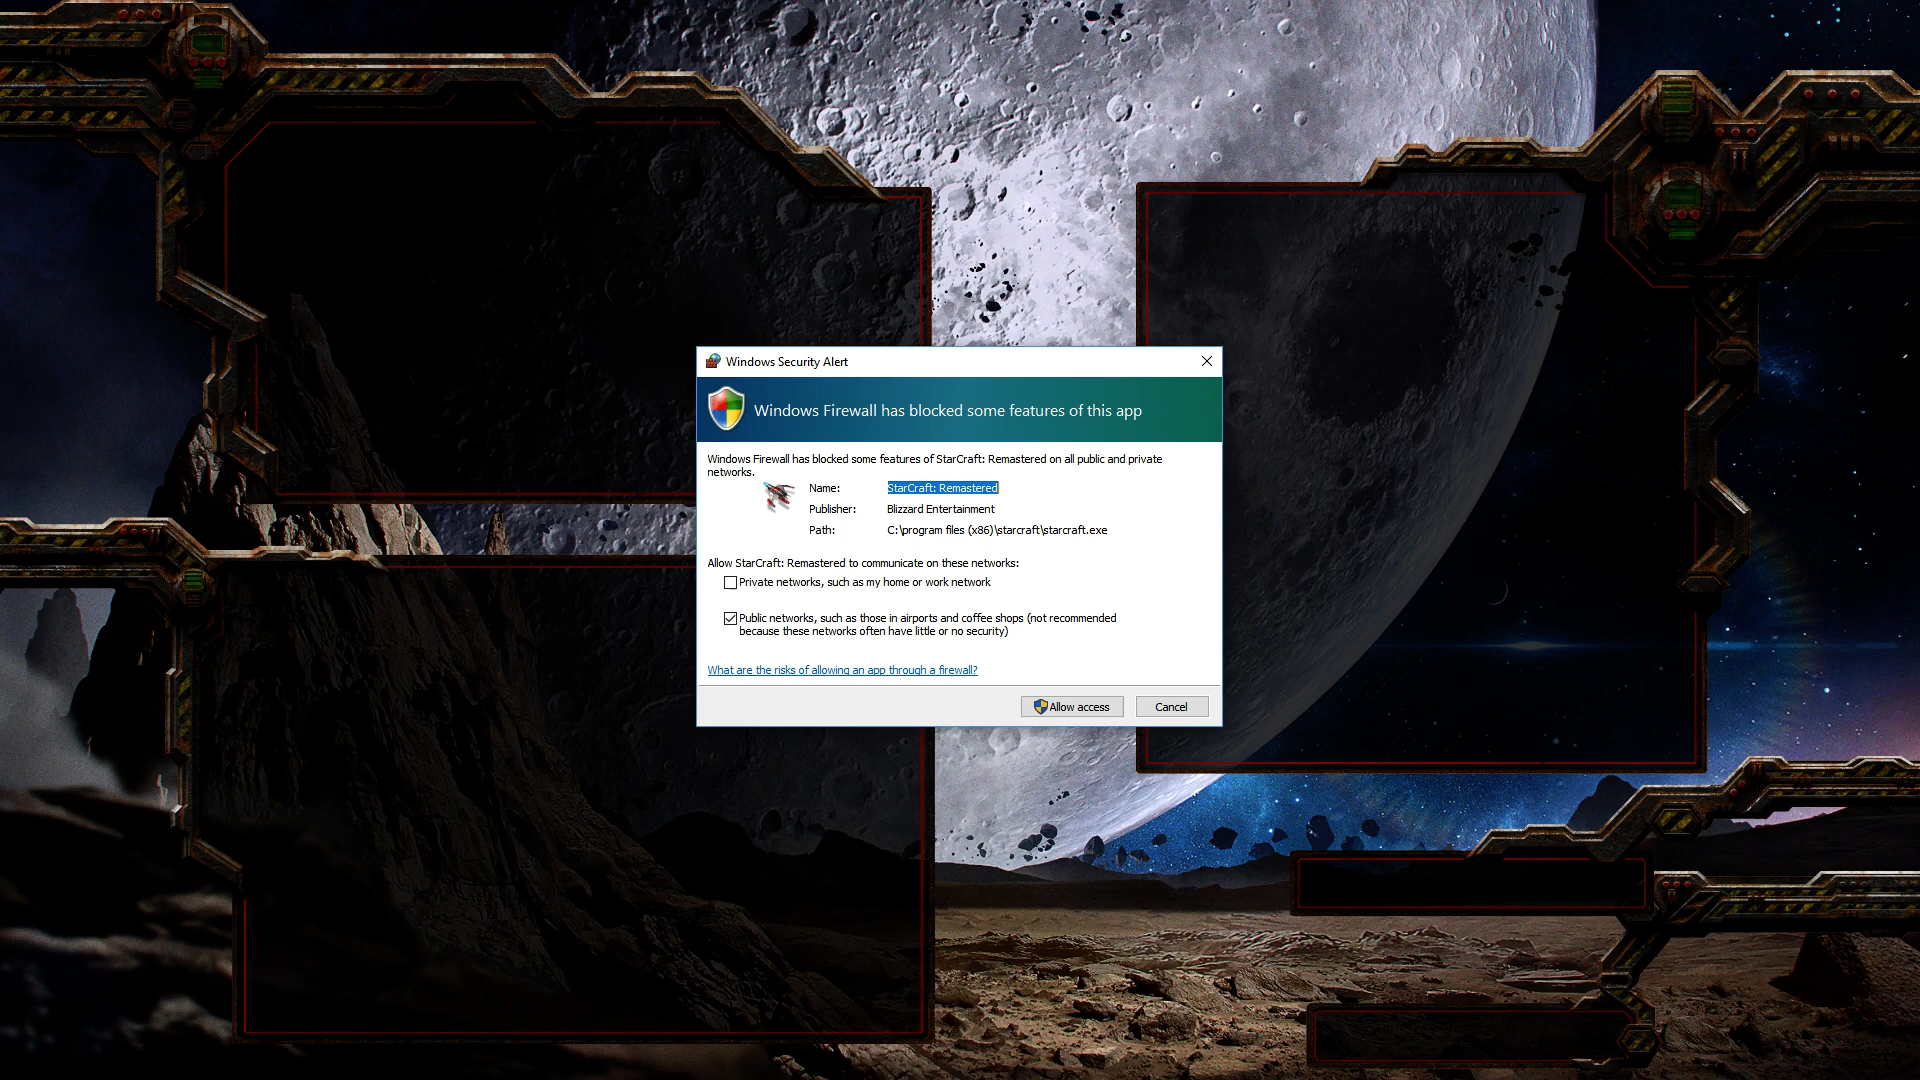 Windows Security Alert
Windows Firewall has blocked some features of this app
Windows Firewall has blocked some features of StarCraft: Remastered on all public and private
networks.
Name: StarCraft: Remastered
Publisher: Blizzard Entertainment
Path: C:\program files (x86)\starcraft\starcraft.exe
Allow StarCraft: Remastered to communicate on these networks:
Private networks, such as my home or work network
Public networks, such as those in airports and coffee shops (not recommended
because these networks often have little or no security)
What are the risks of allowing an app through a firewall?
Allow access Cancel